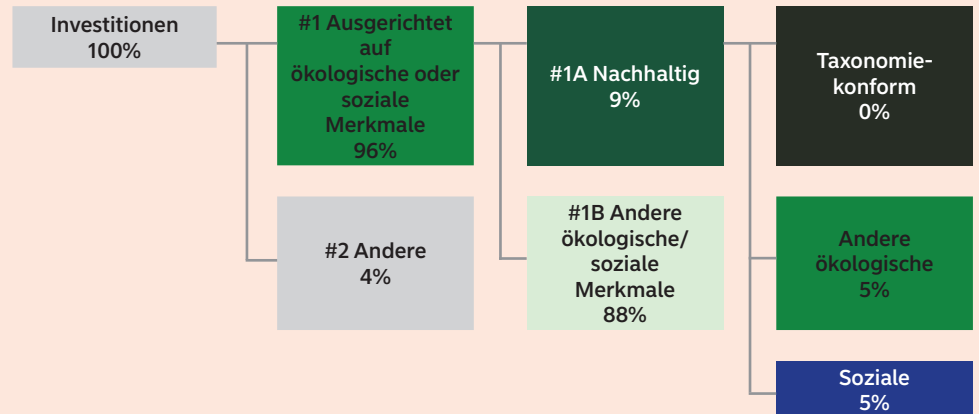 Investitionen
100%
#1 Ausgerichtet
auf
ökologische oder
soziale
Merkmale
96%
#1A Nachhaltig
9%
Taxonomie-
konform
0%
#2 Andere
4%
#1B Andere
ökologische/
soziale
Merkmale
88%
Andere
ökologische
5%
Soziale
5%